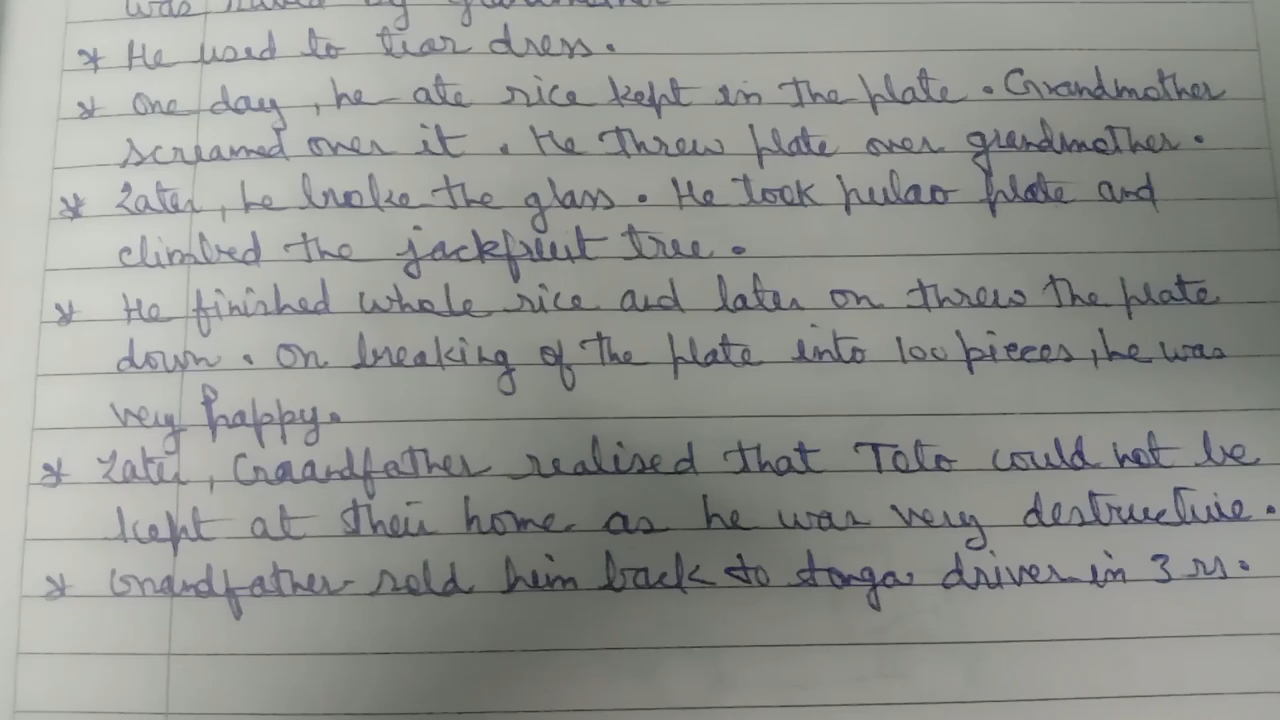 was
* He used to tear dress.
* One day, he ate rice kept in the plate. Grandmother
screamed over it. He threw plate over grandmother.
* Later, he broke the glass. He took pulao plate and
climbed the jackfruit tree.
* He finished whole rice and later on threw the plate
down. On breaking of the plate into 100 pieces, he was
very happy.
* Later, Graandfather realised that Toto could not be
kept at their home as he was very destructive.
* Grandfather sold him back to tonga driver in 3 rs.